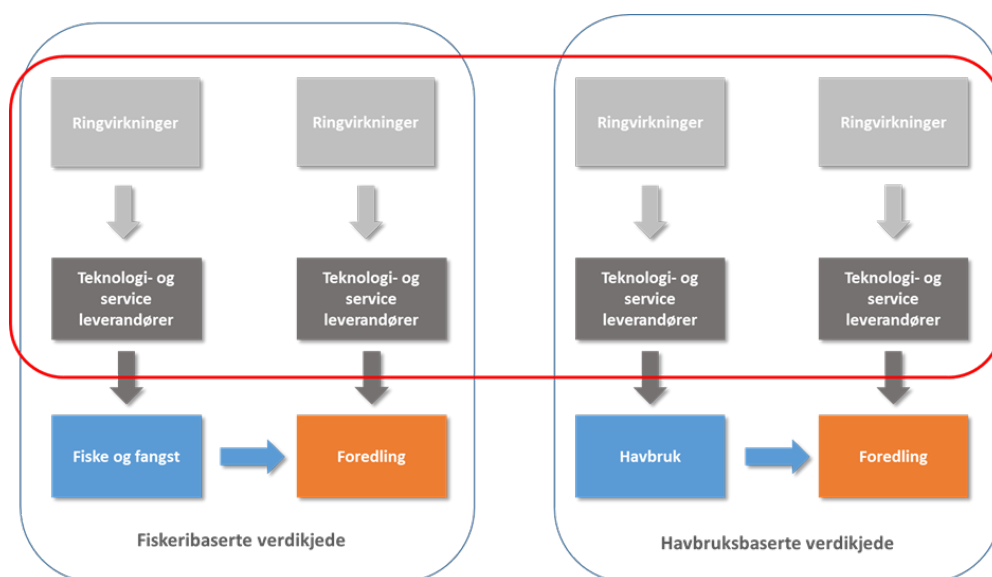 Ringvirkninger
Ringvirkninger
Ringvirkninger
Ringvirkninger
Teknologi- og
service
leverandører
Teknologi- og
service
leverandører
Teknologi- og
service
leverandører
Teknologi- og
service
leverandører
Fiske og fangst
Foredling
Havbruk
Foredling
Fiskeribaserte verdikjede
Havbruksbaserte verdikjede